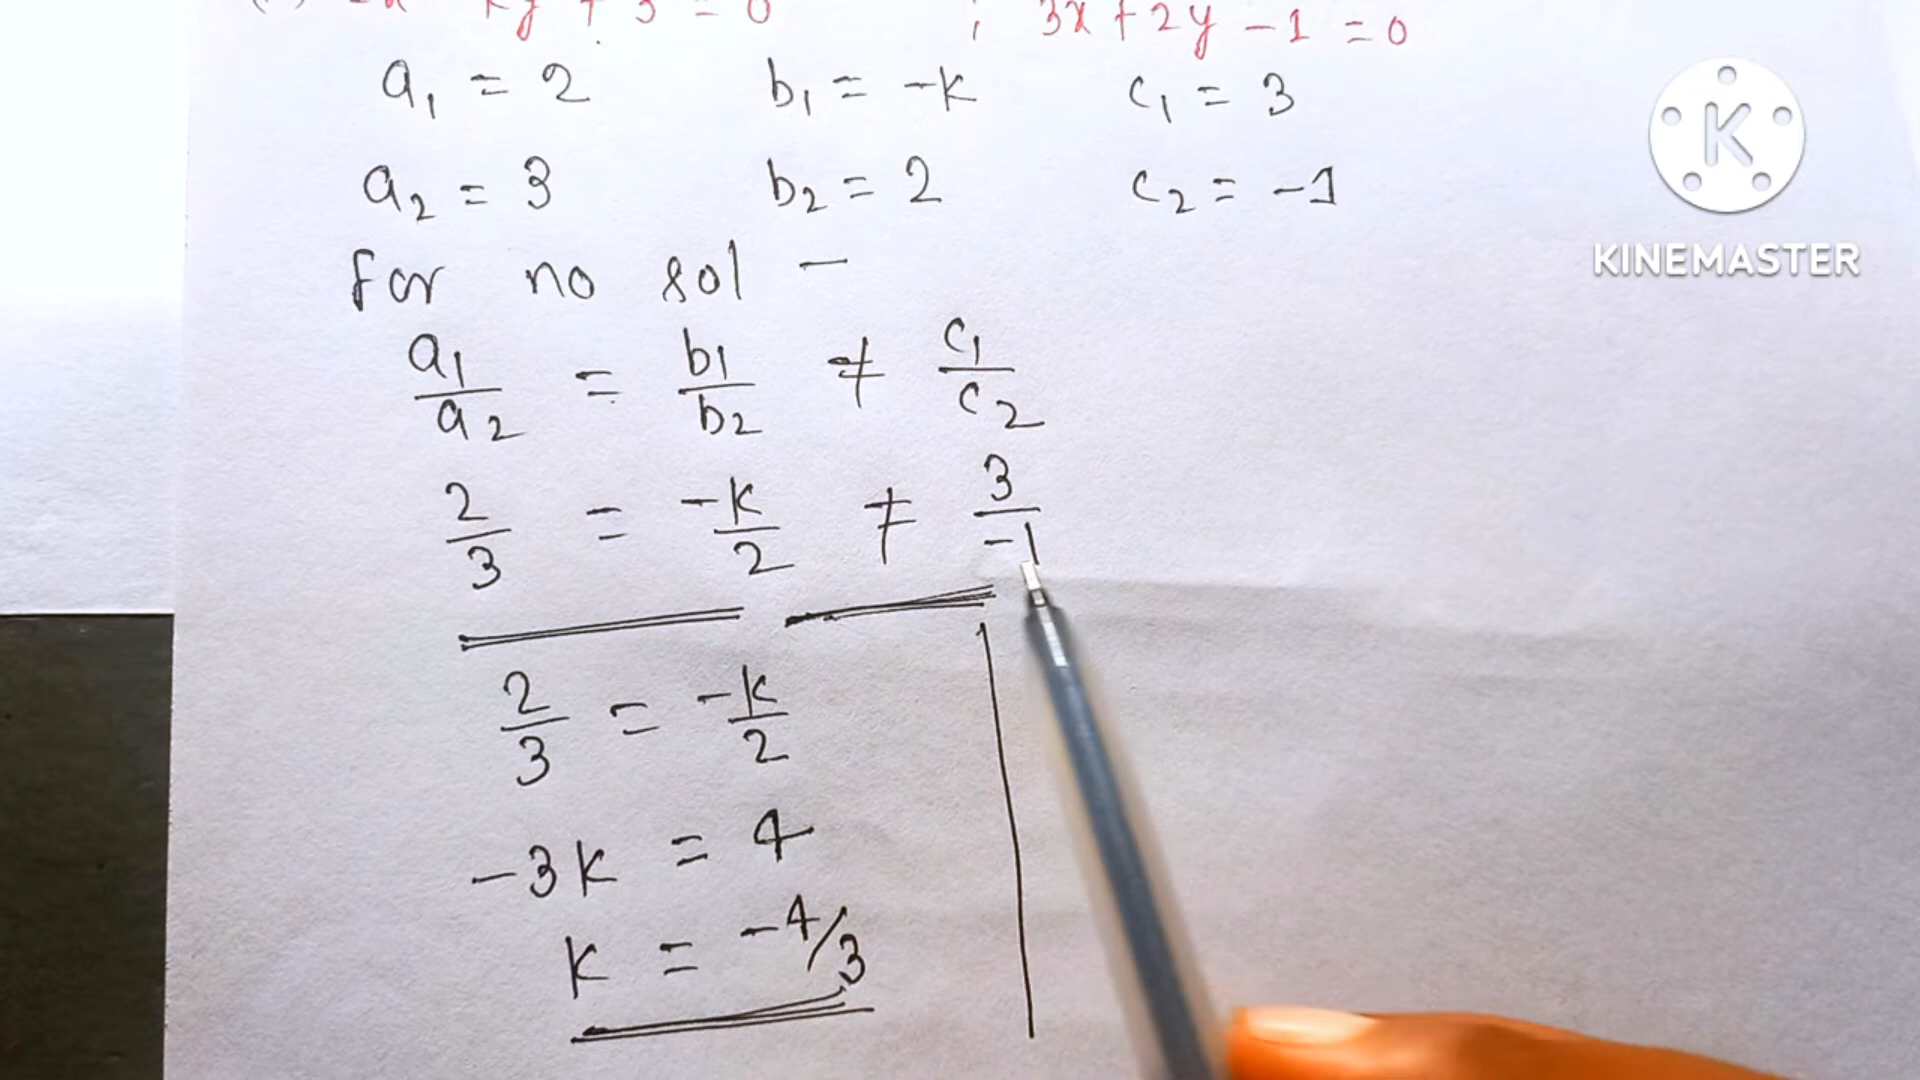 3x + 2y - 1 = 0
a1 = 2 b1 = -k c1 = 3
a2 = 3 b2 = 2 c2 = -1
For no sol -
a1/a2 = b1/b2 ≠ c1/c2
2/3 = -k/2 ≠ 3/-1
2/3 = -k/2
-3k = 4
k = -4/3
K
KINEMASTER